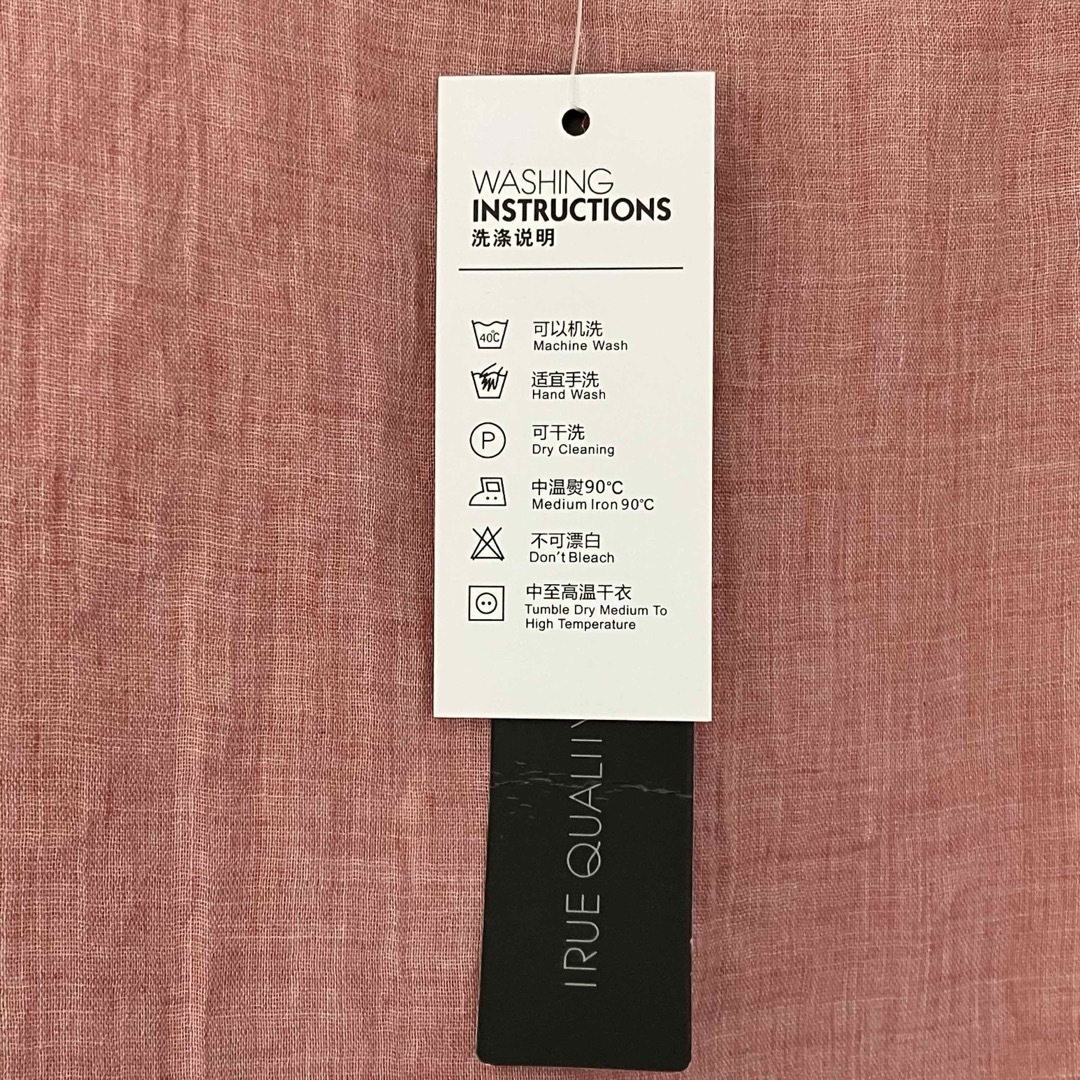 WASHING
INSTRUCTIONS
洗涤说明
40℃
可以机洗
Machine Wash
适宜手洗
Hand Wash
P
可干洗
Dry Cleaning
中温熨90℃
Medium Iron 90℃
不可漂白
Don't Bleach
中至高温干衣
Tumble Dry Medium To
High Temperature